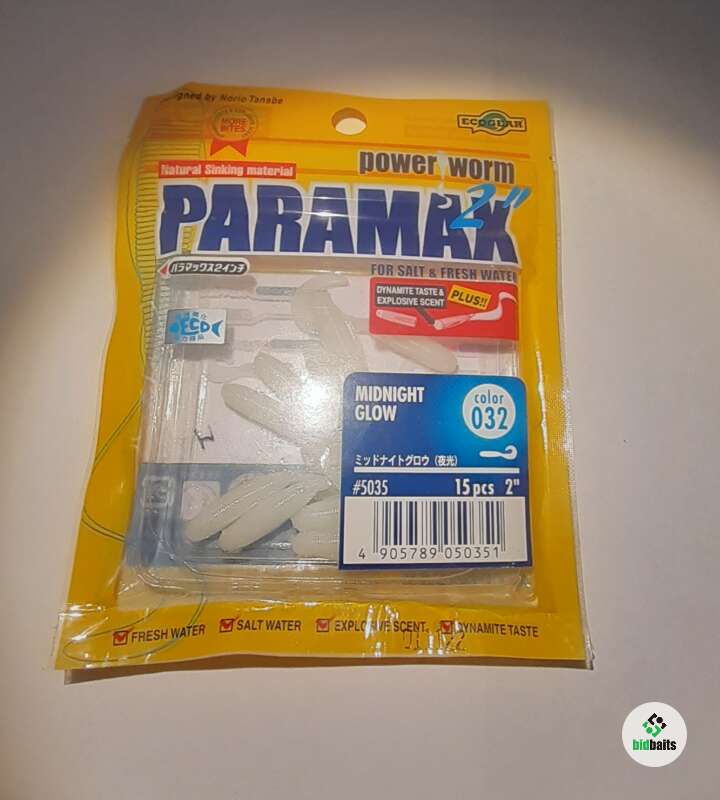 Designed by Norio Tanabe
MORE BITES
ECOGEAR
Natural Sinking material
power worm
PARAMAX 2"
パラマックス2インチ
FOR SALT & FRESH WATER
DYNAMITE TASTE &
EXPLOSIVE SCENT
PLUS!!
ECO
MIDNIGHT
GLOW
color
032
ミッドナイトグロウ (夜光)
#5035 15pcs 2"
4 905789 050351
FRESH WATER SALT WATER EXPLOSIVE SCENT DYNAMITE TASTE
bidbaits